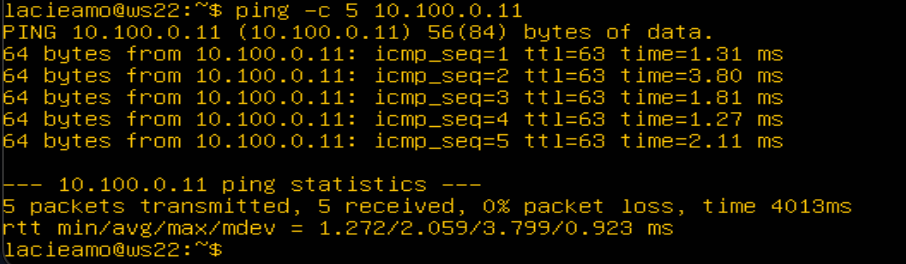 lacieamo@ws22:~$ ping -c 5 10.100.0.11
PING 10.100.0.11 (10.100.0.11) 56(84) bytes of data.
64 bytes from 10.100.0.11: icmp_seq=1 ttl=63 time=1.31 ms
64 bytes from 10.100.0.11: icmp_seq=2 ttl=63 time=3.80 ms
64 bytes from 10.100.0.11: icmp_seq=3 ttl=63 time=1.81 ms
64 bytes from 10.100.0.11: icmp_seq=4 ttl=63 time=1.27 ms
64 bytes from 10.100.0.11: icmp_seq=5 ttl=63 time=2.11 ms
--- 10.100.0.11 ping statistics ---
5 packets transmitted, 5 received, 0% packet loss, time 4013ms
rtt min/avg/max/mdev = 1.272/2.059/3.799/0.923 ms
lacieamo@ws22:~$